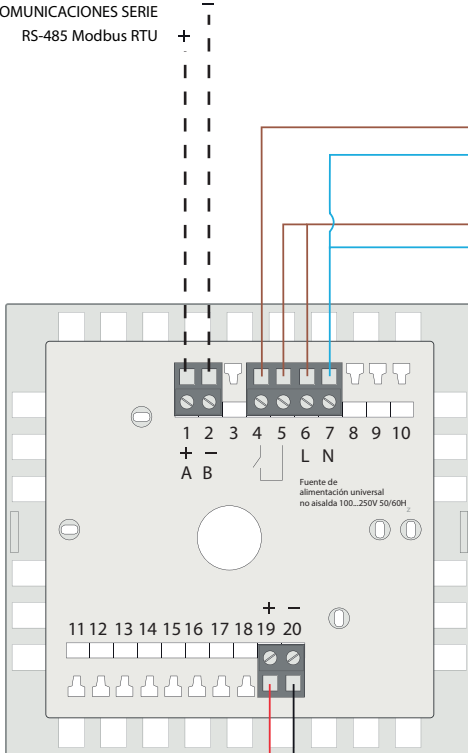 OMUNICACIONES SERIE
RS-485 Modbus RTU + −
1 2 3 4 5 6 7 8 9 10
+ − L N
A B
Fuente de
alimentación universal
no aisalda 100...250V 50/60H
z
+ −
11 12 13 14 15 16 17 18 19 20